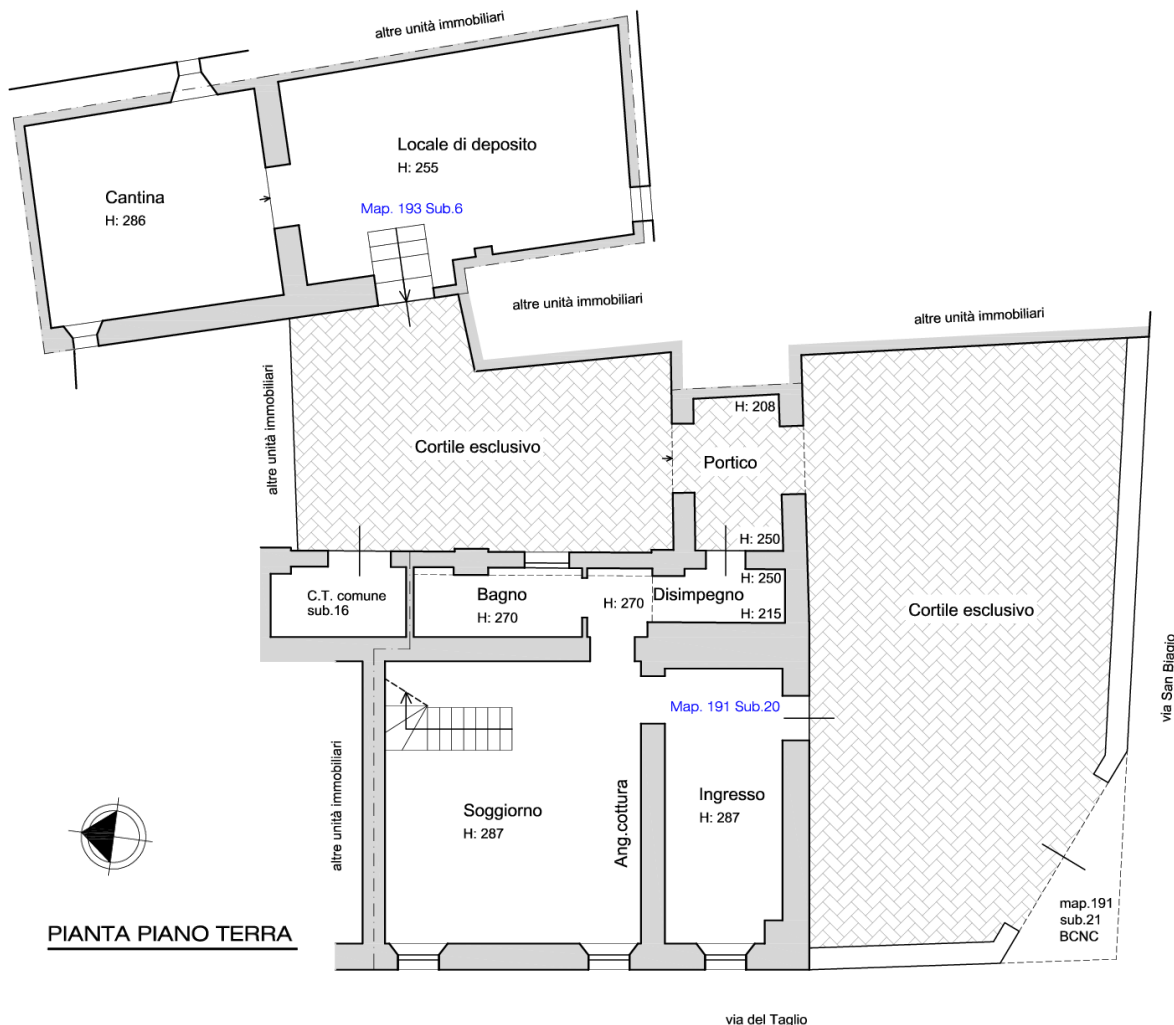 altre unità immobiliari
Locale di deposito
H: 255
Cantina
H: 286
Map. 193 Sub.6
altre unità immobiliari
altre unità immobiliari
altre unità immobiliari
H: 208
Cortile esclusivo
Portico
H: 250
H: 250
C.T. comune
sub.16
Bagno
H: 270
H: 270
Disimpegno
H: 215
Cortile esclusivo
via San Biagio
Map. 191 Sub.20
altre unità immobiliari
Soggiorno
H: 287
Ang.cottura
Ingresso
H: 287
map.191
sub.21
BCNC
PIANTA PIANO TERRA
via del Taglio